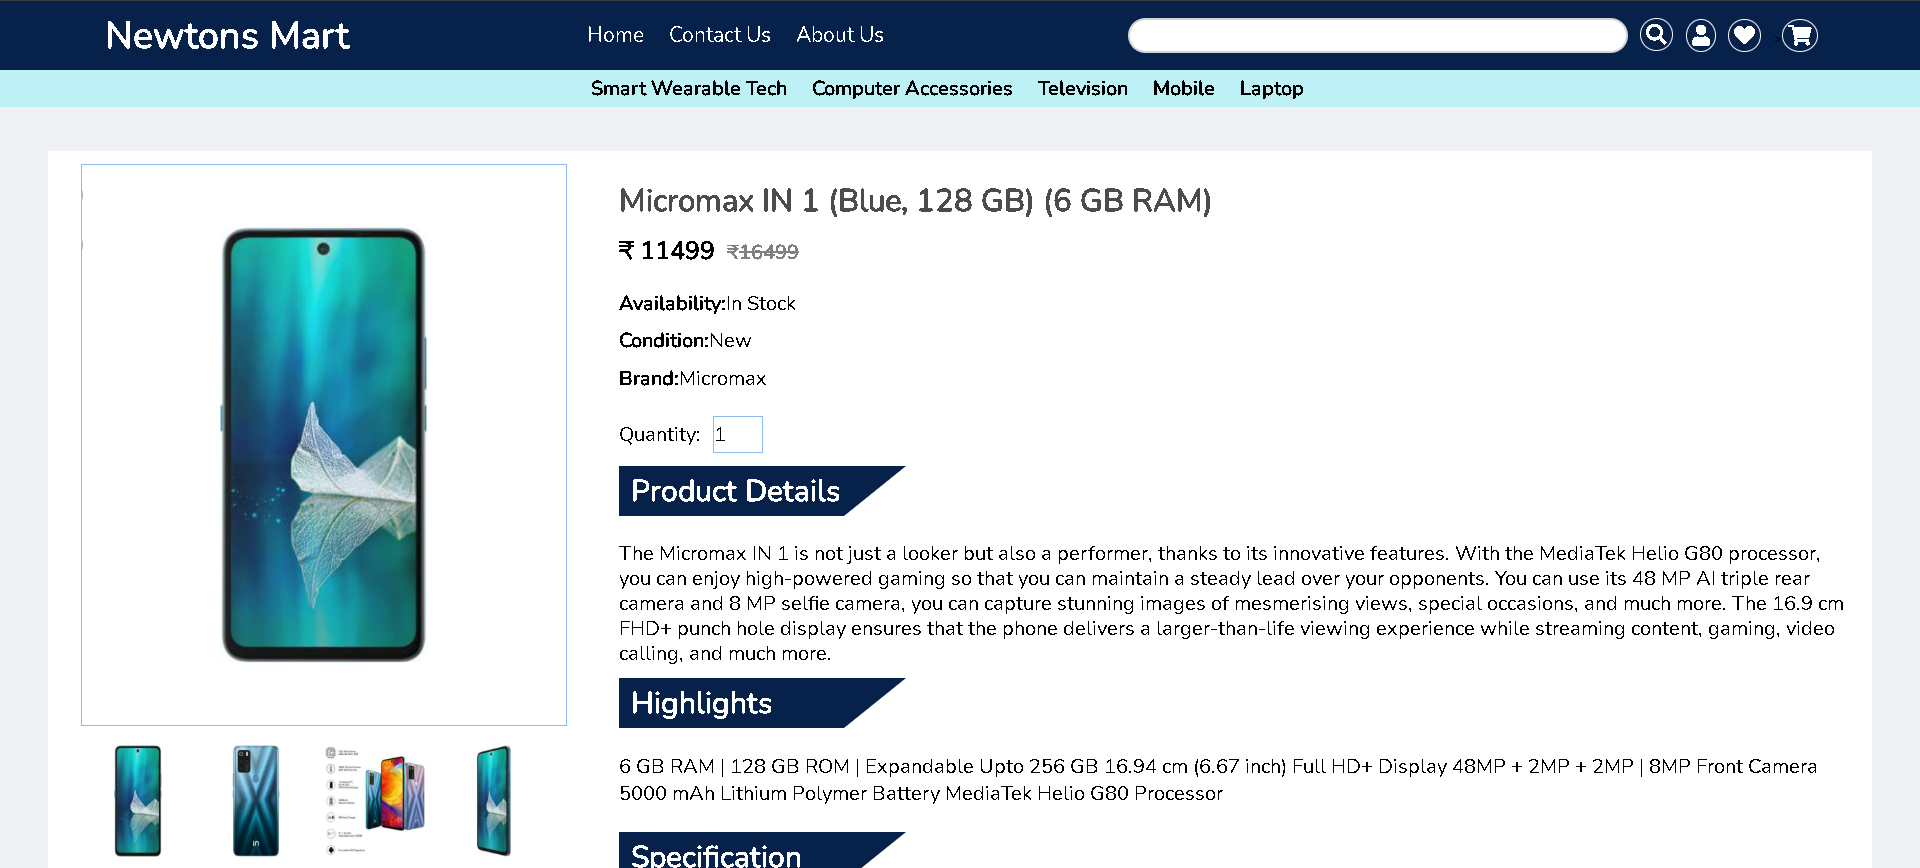 Newtons Mart
Home Contact Us About Us
Smart Wearable Tech Computer Accessories Television Mobile Laptop
Micromax IN 1 (Blue, 128 GB) (6 GB RAM)
₹ 11499 ₹16499
Availability:In Stock
Condition:New
Brand:Micromax
Quantity: 1
Product Details
The Micromax IN 1 is not just a looker but also a performer, thanks to its innovative features. With the MediaTek Helio G80 processor,
you can enjoy high-powered gaming so that you can maintain a steady lead over your opponents. You can use its 48 MP AI triple rear
camera and 8 MP selfie camera, you can capture stunning images of mesmerising views, special occasions, and much more. The 16.9 cm
FHD+ punch hole display ensures that the phone delivers a larger-than-life viewing experience while streaming content, gaming, video
calling, and much more.
Highlights
6 GB RAM | 128 GB ROM | Expandable Upto 256 GB 16.94 cm (6.67 inch) Full HD+ Display 48MP + 2MP + 2MP | 8MP Front Camera
5000 mAh Lithium Polymer Battery MediaTek Helio G80 Processor
in
Specification